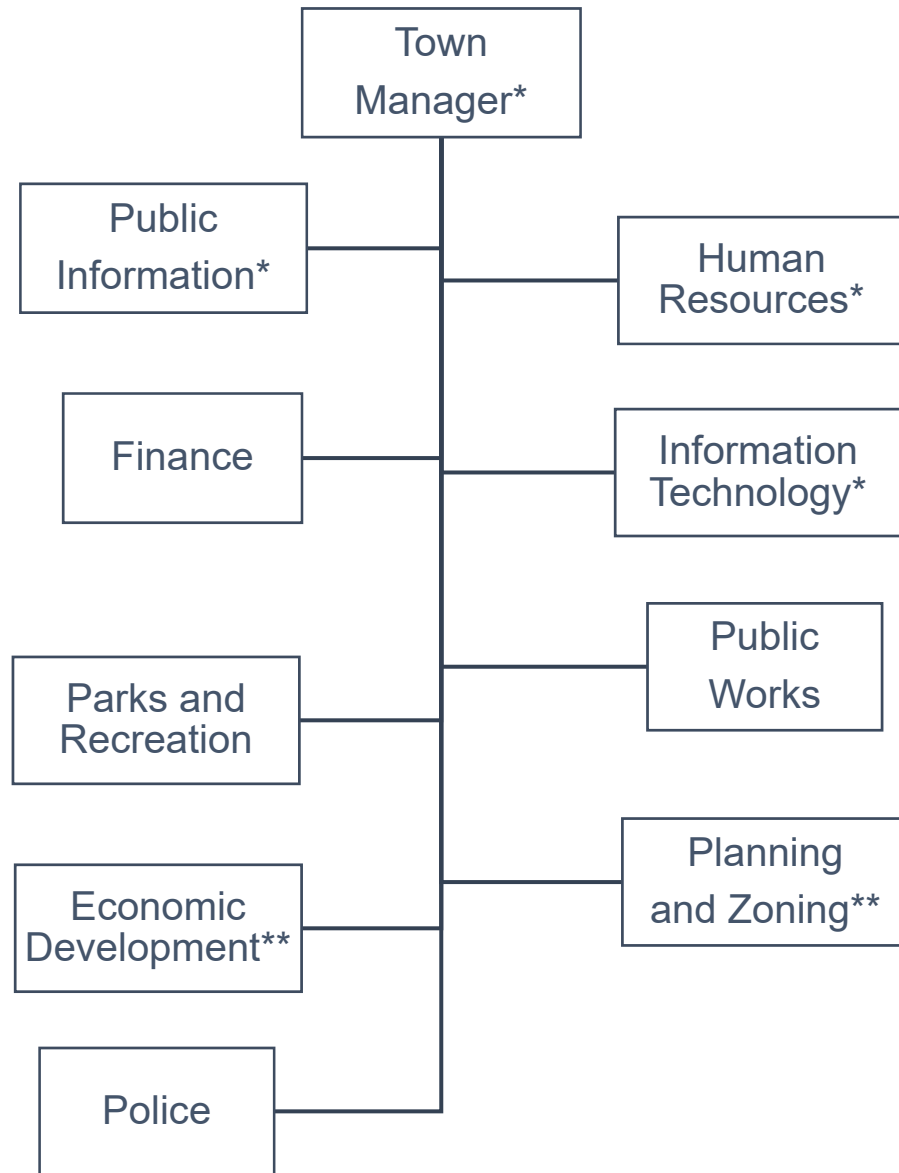 Town
Manager*
Public
Information*
Human
Resources*
Finance
Information
Technology*
Public
Works
Parks and
Recreation
Planning
and Zoning**
Economic
Development**
Police